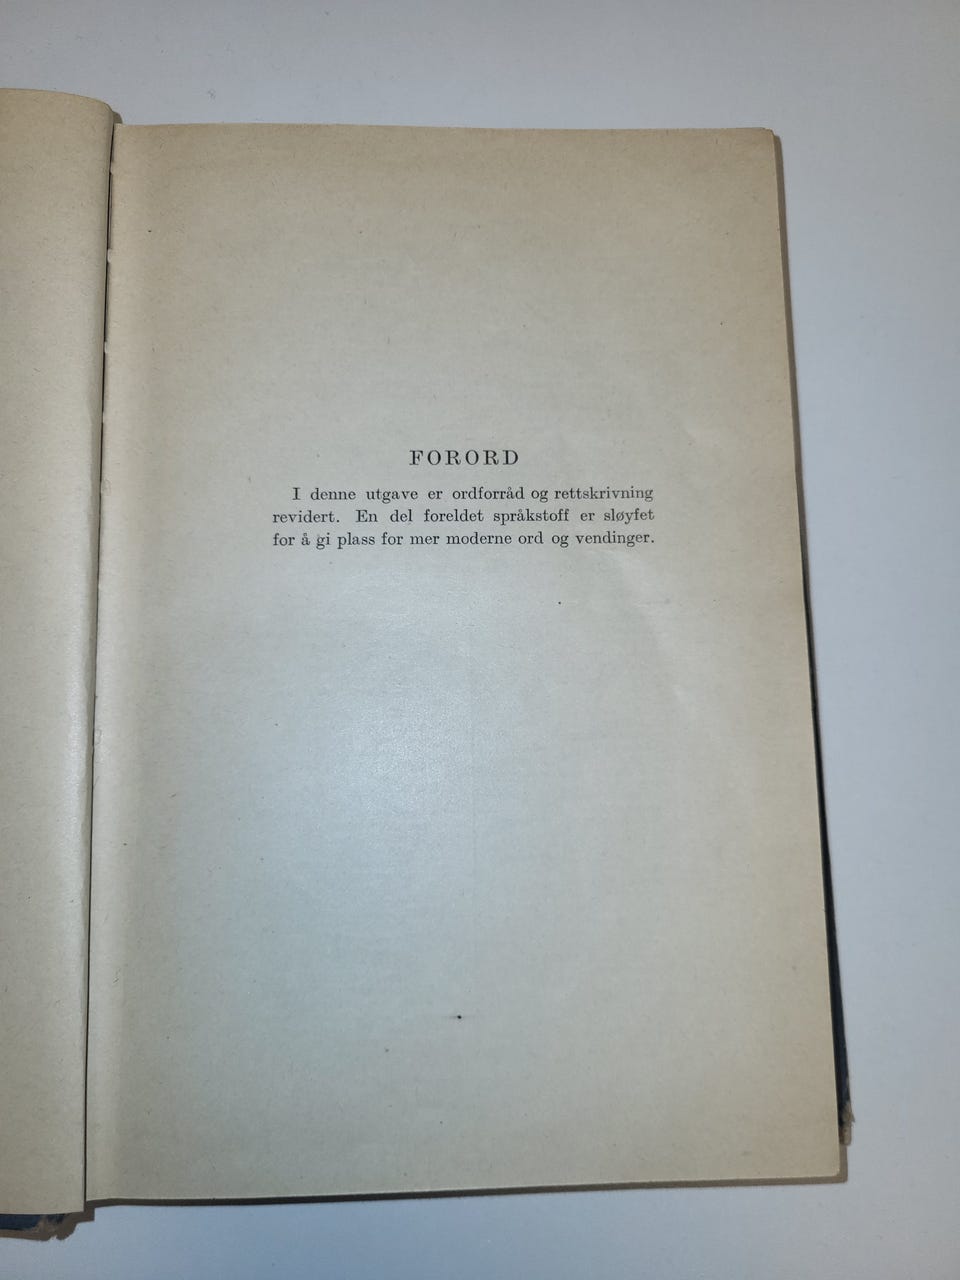 FORORD
I denne utgave er ordforråd og rettskrivning
revidert. En del foreldet språkstoff er sløyfet
for å gi plass for mer moderne ord og vendinger.